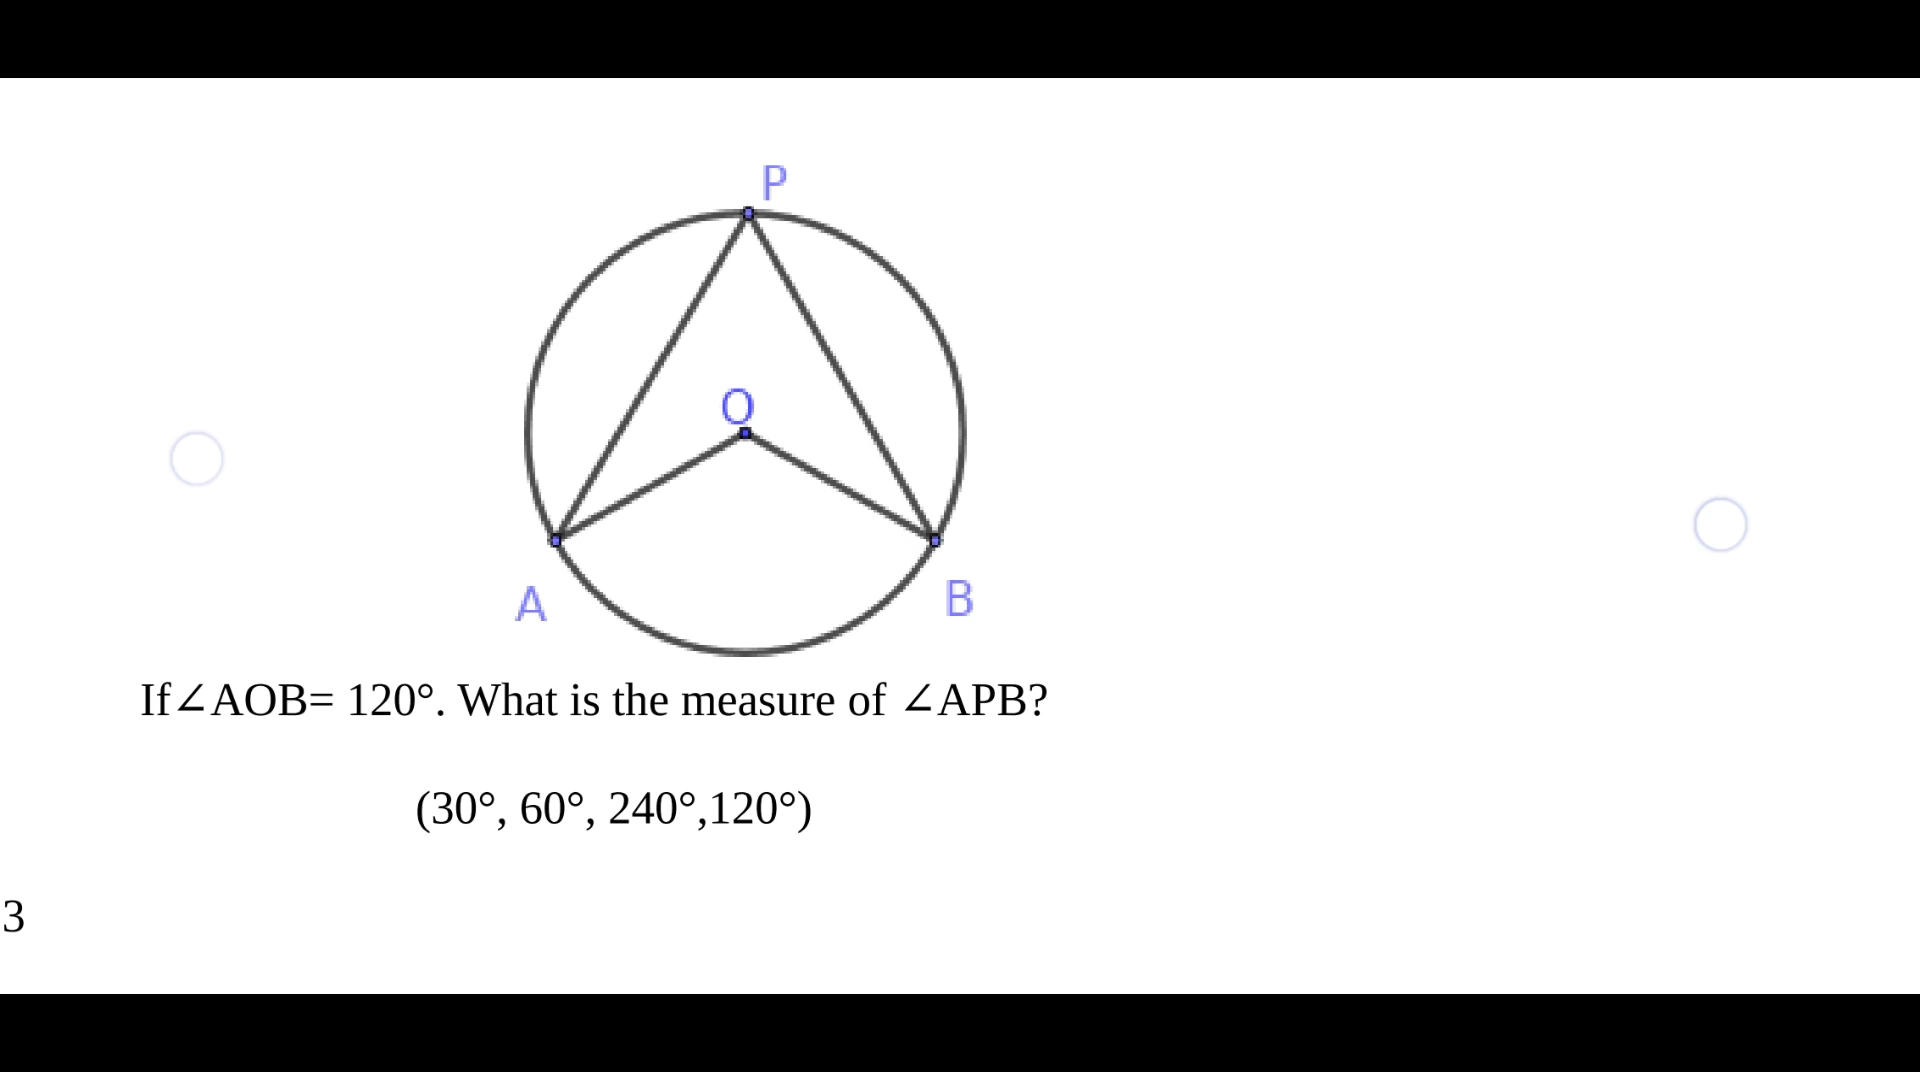 P
O
A
B
If∠AOB= 120°. What is the measure of ∠APB?
(30°, 60°, 240°,120°)
3